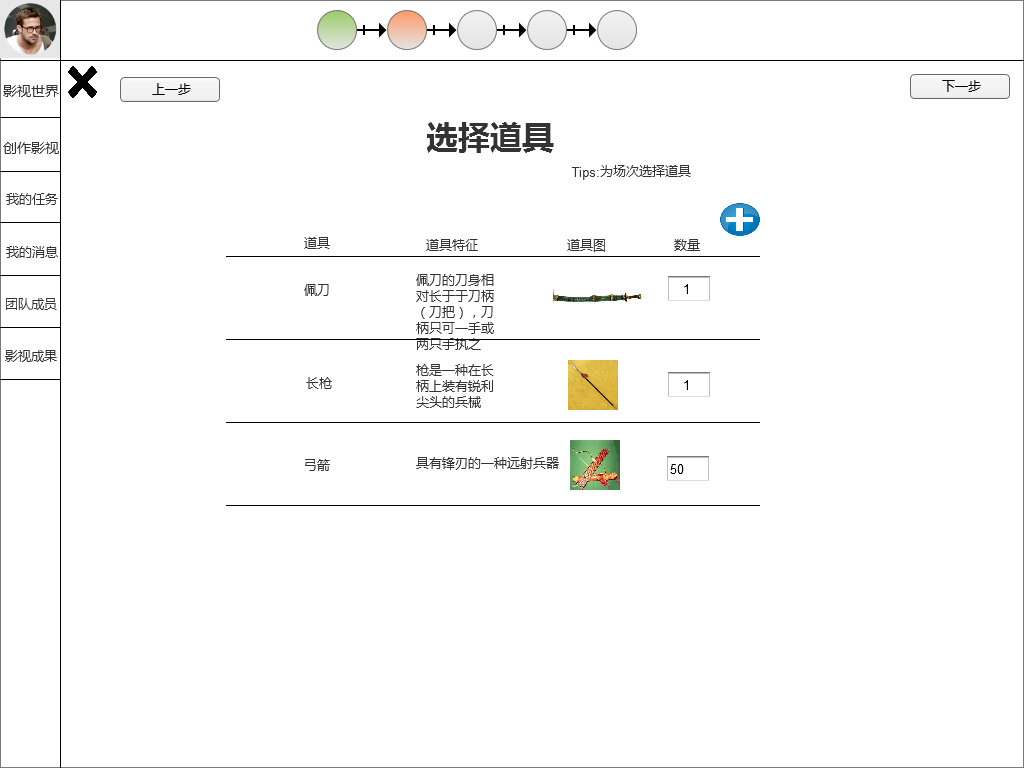 影视世界
创作影视
我的任务
我的消息
团队成员
影视成果
上一步
下一步
选择道具
Tips:为场次选择道具
道具
道具特征
道具图
数量
佩刀
佩刀的刀身相
对长于于刀柄
（刀把），刀
柄只可一手或
两只手执之
1
长枪
枪是一种在长
柄上装有锐利
尖头的兵械
1
弓箭
具有锋刃的一种远射兵器
50